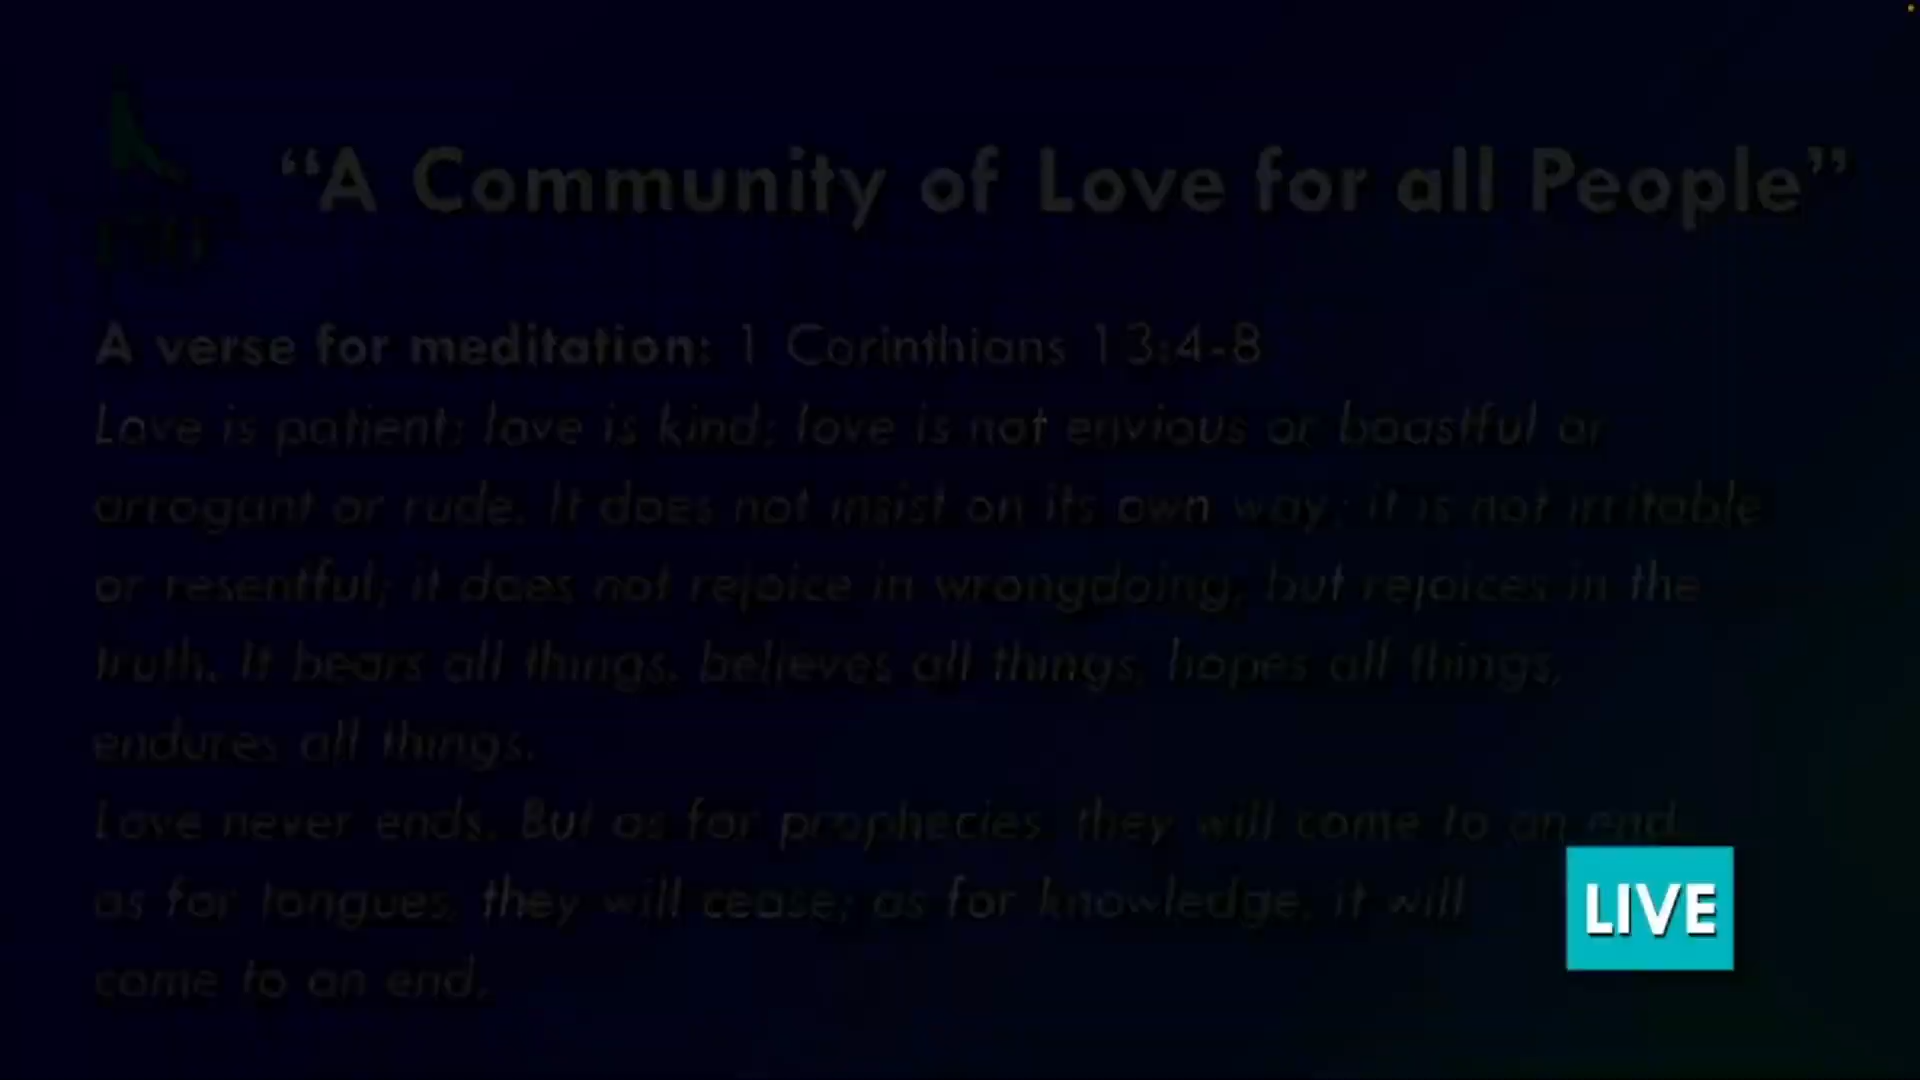 “A Community of Love for all People”
A verse for meditation: 1 Corinthians 13:4-8
Love is patient; love is kind; love is not envious or boastful or
arrogant or rude. It does not insist on its own way; it is not irritable
or resentful; it does not rejoice in wrongdoing, but rejoices in the
truth. It bears all things, believes all things, hopes all things,
endures all things.
Love never ends. But as for prophecies, they will come to an end
as for tongues, they will cease; as for knowledge, it will
come to an end.
LIVE